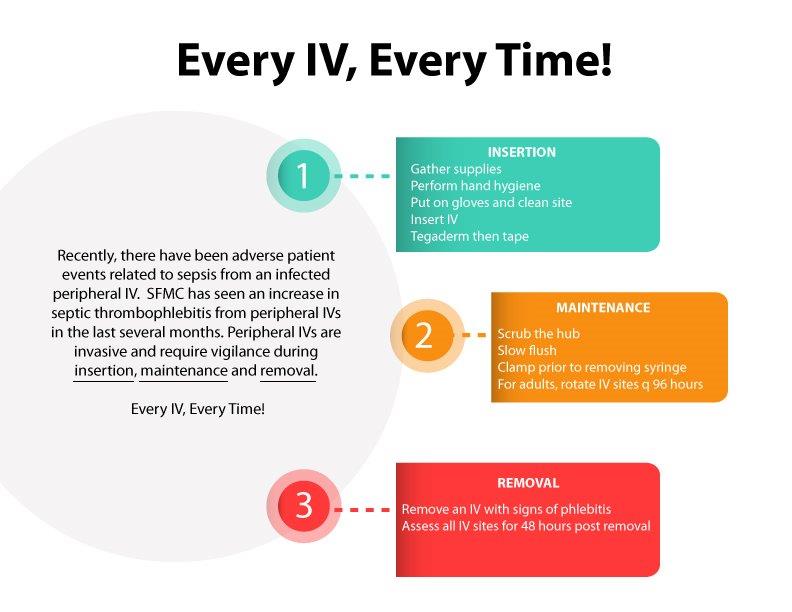 Every IV, Every Time!
Recently, there have been adverse patient
events related to sepsis from an infected
peripheral IV.  SFMC has seen an increase in
septic thrombophlebitis from peripheral IVs
in the last several months. Peripheral IVs are
invasive and require vigilance during
insertion, maintenance and removal.
Every IV, Every Time!
1
INSERTION
Gather supplies
Perform hand hygiene
Put on gloves and clean site
Insert IV
Tegaderm then tape
2
MAINTENANCE
Scrub the hub
Slow flush
Clamp prior to removing syringe
For adults, rotate IV sites q 96 hours
3
REMOVAL
Remove an IV with signs of phlebitis
Assess all IV sites for 48 hours post removal